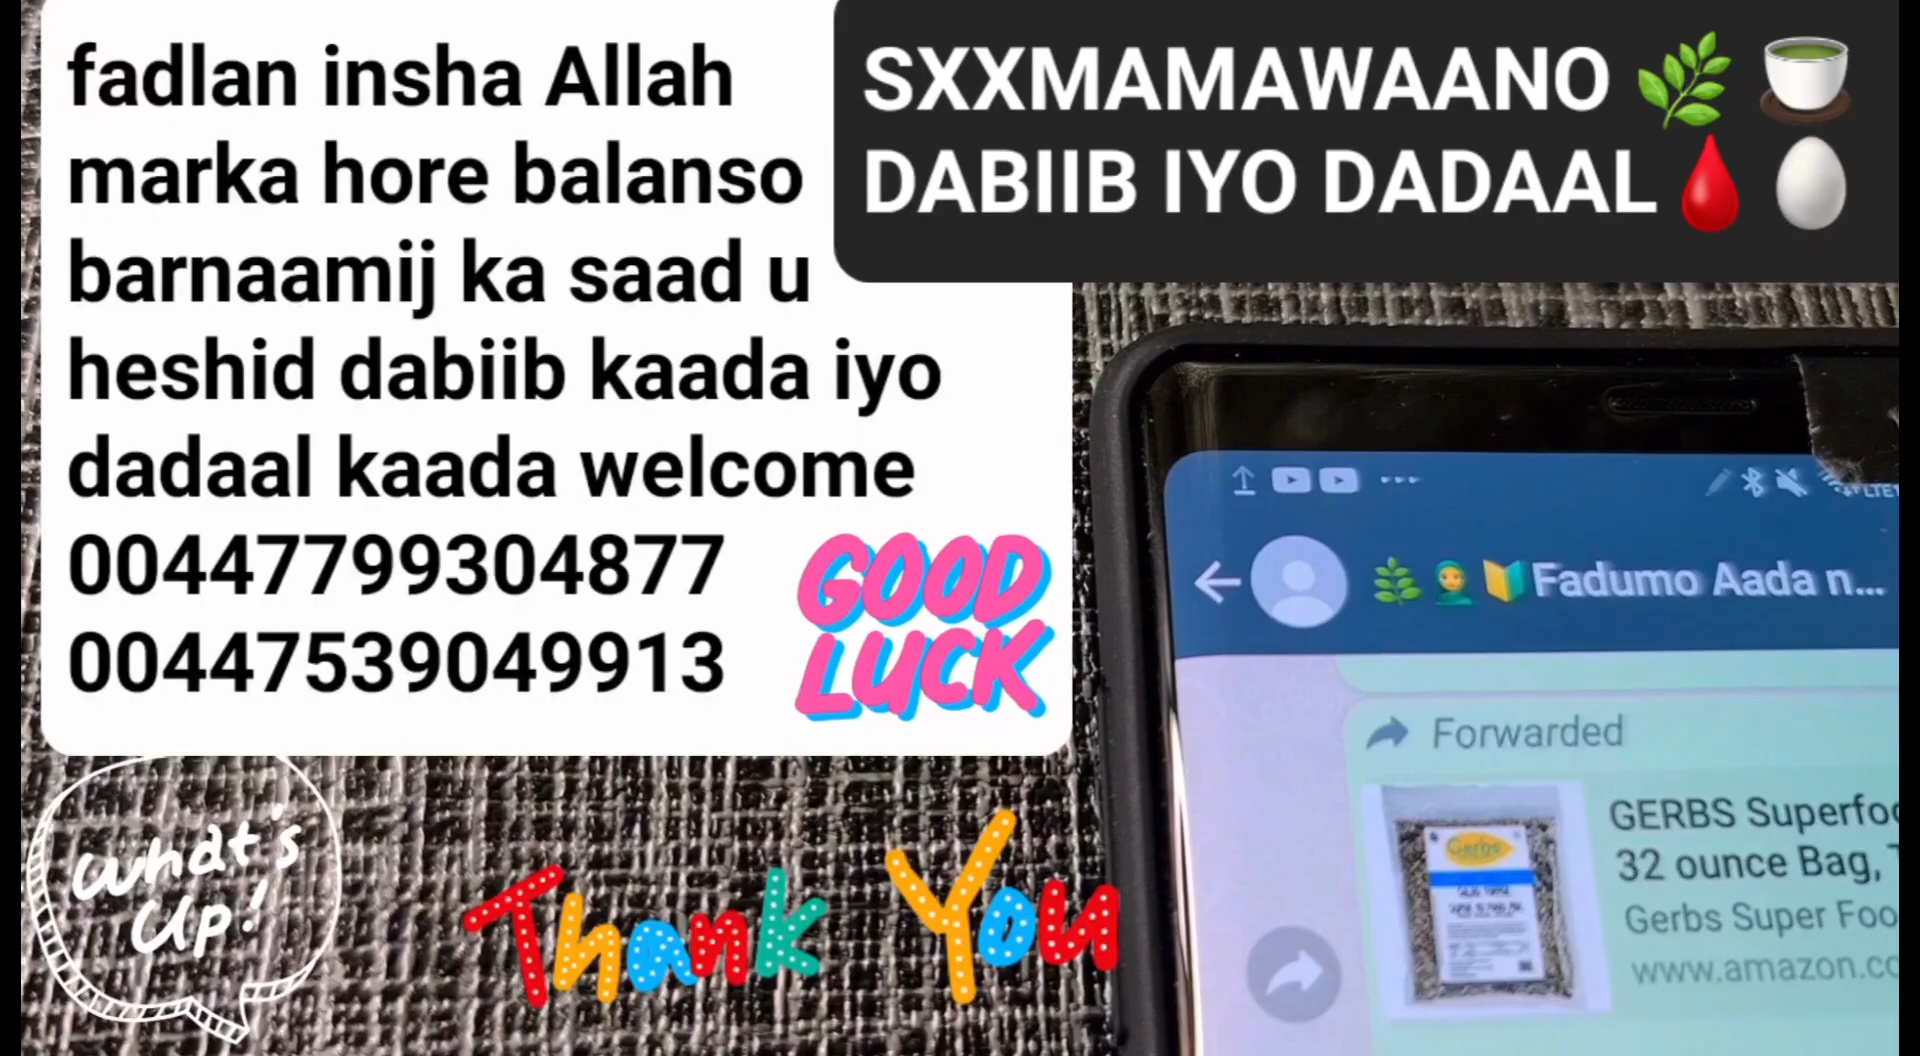 fadlan insha Allah
marka hore balanso
barnaamij ka saad u
heshid dabiib kaada iyo
dadaal kaada welcome
00447799304877
00447539049913
GOOD
LUCK
SXXMAMAWAANO
DABIIB IYO DADAAL
What's
Up!
Thank You
Fadumo Aada n...
Forwarded
GERBS Superfoo
32 ounce Bag,
Gerbs Super Foo
www.amazon.co
Gerbs